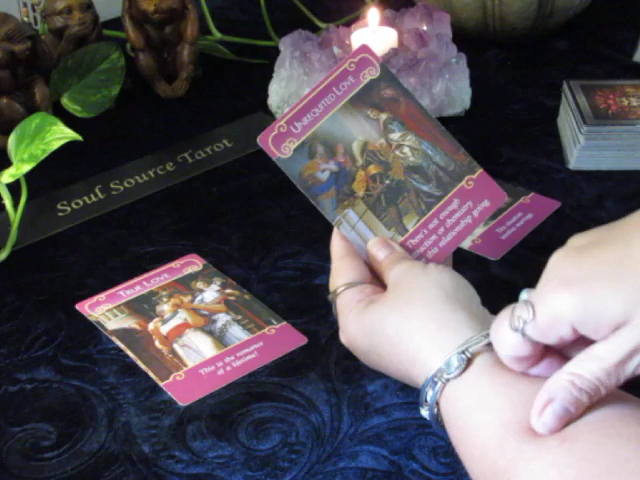 Soul Source Tarot
UNREQUITED LOVE
There's not enough
attraction or chemistry
this relationship going
TRUE LOVE
This is the romance
of a lifetime!